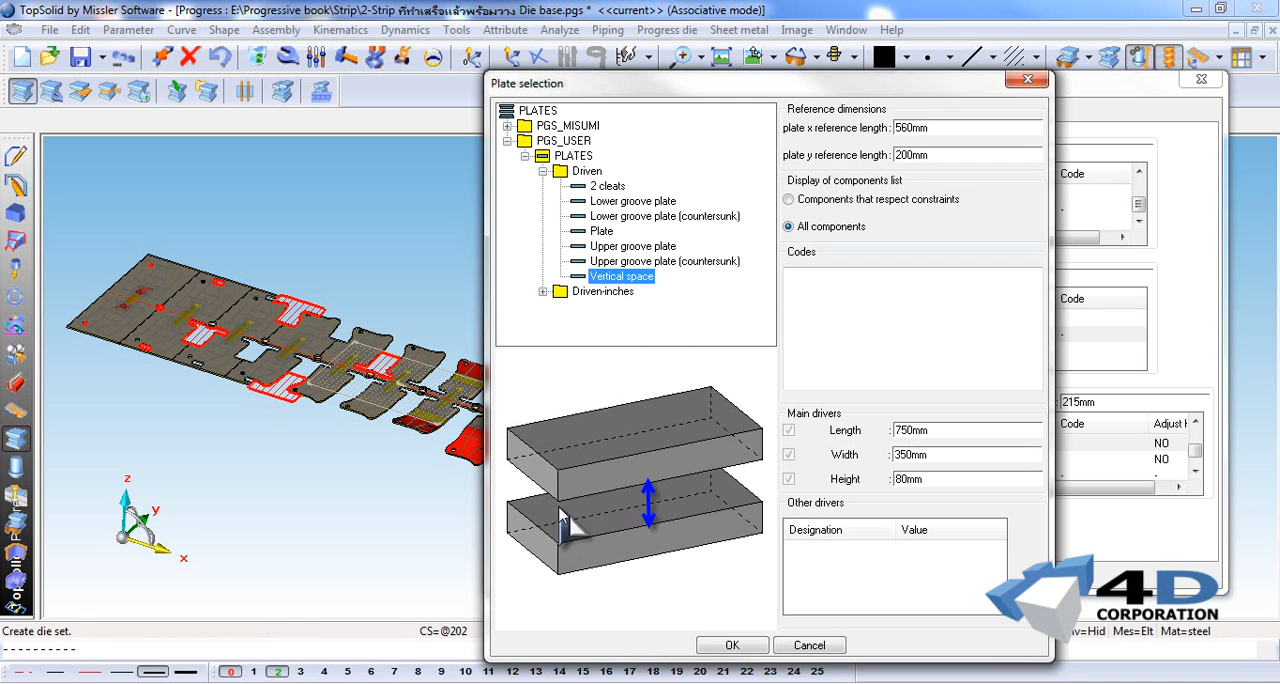 TopSolid by Missler Software - [Progress : E:\Progressive book\Strip\2-Strip ที่ทำเสร็จแล้วพร้อมวาง Die base.pgs * <<current>> (Associative mode)]
File Edit Parameter Curve Shape Assembly Kinematics Dynamics Tools Attribute Analyze Piping Progress die Sheet metal Image Window Help
Plate selection
PLATES
PGS_MISUMI
PGS_USER
PLATES
Driven
2 cleats
Lower groove plate
Lower groove plate (countersunk)
Plate
Upper groove plate
Upper groove plate (countersunk)
Vertical space
Driven-inches
Reference dimensions
plate x reference length : 560mm
plate y reference length : 200mm
Display of components list
Components that respect constraints
All components
Codes
Main drivers
Length : 750mm
Width : 350mm
Height : 80mm
Other drivers
Designation Value
OK Cancel
Code
Code
: 215mm
Code Adjust
NO
NO
z
y
x
4D
CORPORATION
Create die set. CS=@202
=Hid Mes=Elt Mat=steel
0 1 2 3 4 5 6 7 8 9 10 11 12 13 14 15 16 17 18 19 20 21 22 23 24 25